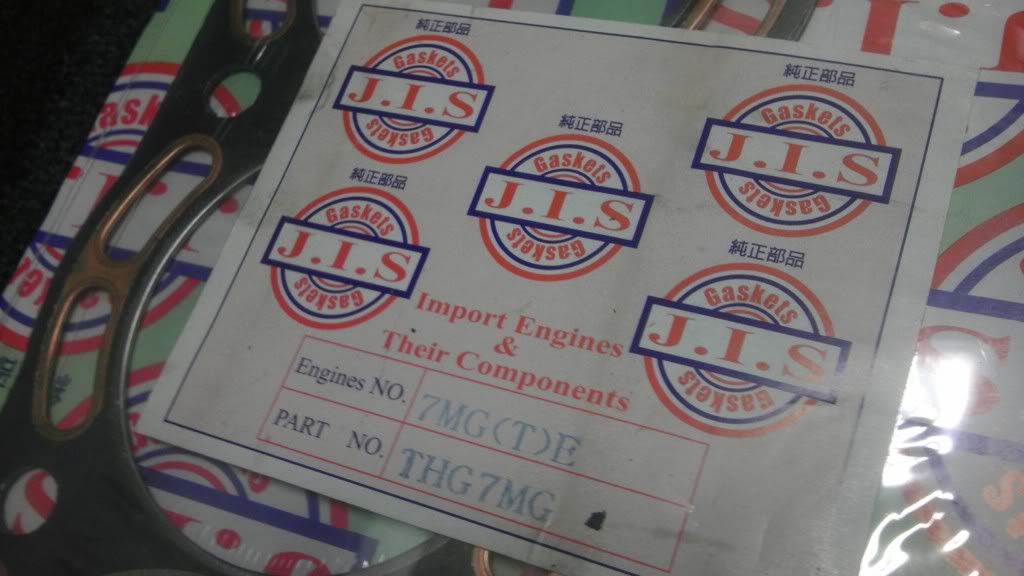 純正部品
Gaskets
J.I.S
Gaskets
純正部品
Gaskets
J.I.S
Gaskets
純正部品
Gaskets
J.I.S
Gaskets
純正部品
Gaskets
J.I.S
Gaskets
純正部品
Gaskets
J.I.S
Gaskets
Import Engines
&
Their Components
Engines NO. 7MG(T)E
PART NO. THG7MG